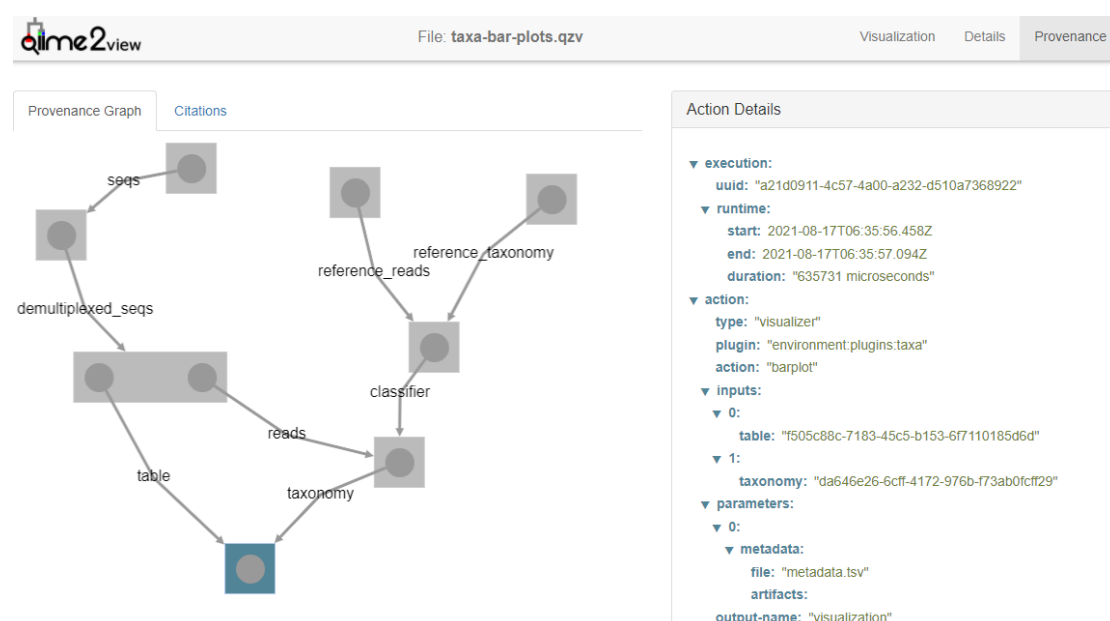 qiime2view
File: taxa-bar-plots.qzv
Visualization Details Provenance
Provenance Graph Citations
seqs
reference_taxonomy
reference_reads
demultiplexed_seqs
classifier
reads
table
taxonomy
Action Details
▼ execution:
uuid: "a21d0911-4c57-4a00-a232-d510a7368922"
▼ runtime:
start: 2021-08-17T06:35:56.458Z
end: 2021-08-17T06:35:57.094Z
duration: "635731 microseconds"
▼ action:
type: "visualizer"
plugin: "environment:plugins:taxa"
action: "barplot"
▼ inputs:
▼ 0:
table: "f505c88c-7183-45c5-b153-6f7110185d6d"
▼ 1:
taxonomy: "da646e26-6cff-4172-976b-f73ab0fcff29"
▼ parameters:
▼ 0:
▼ metadata:
file: "metadata.tsv"
artifacts:
output-name: "visualization"